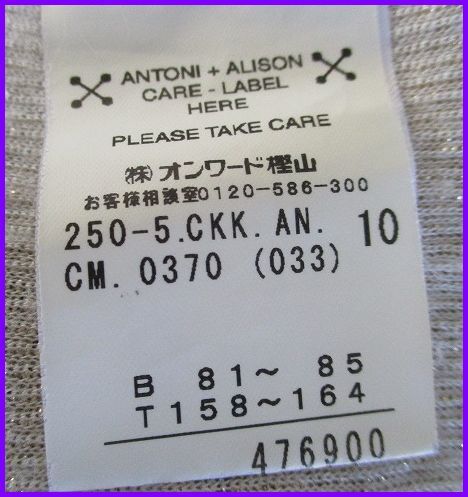 ANTONI + ALISON
CARE - LABEL
HERE
PLEASE TAKE CARE
㈱オンワード樫山
お客様相談室0120-586-300
250-5.CKK.AN. 10
CM. 0370 (033)
B 81～ 85
T 158～164
476900